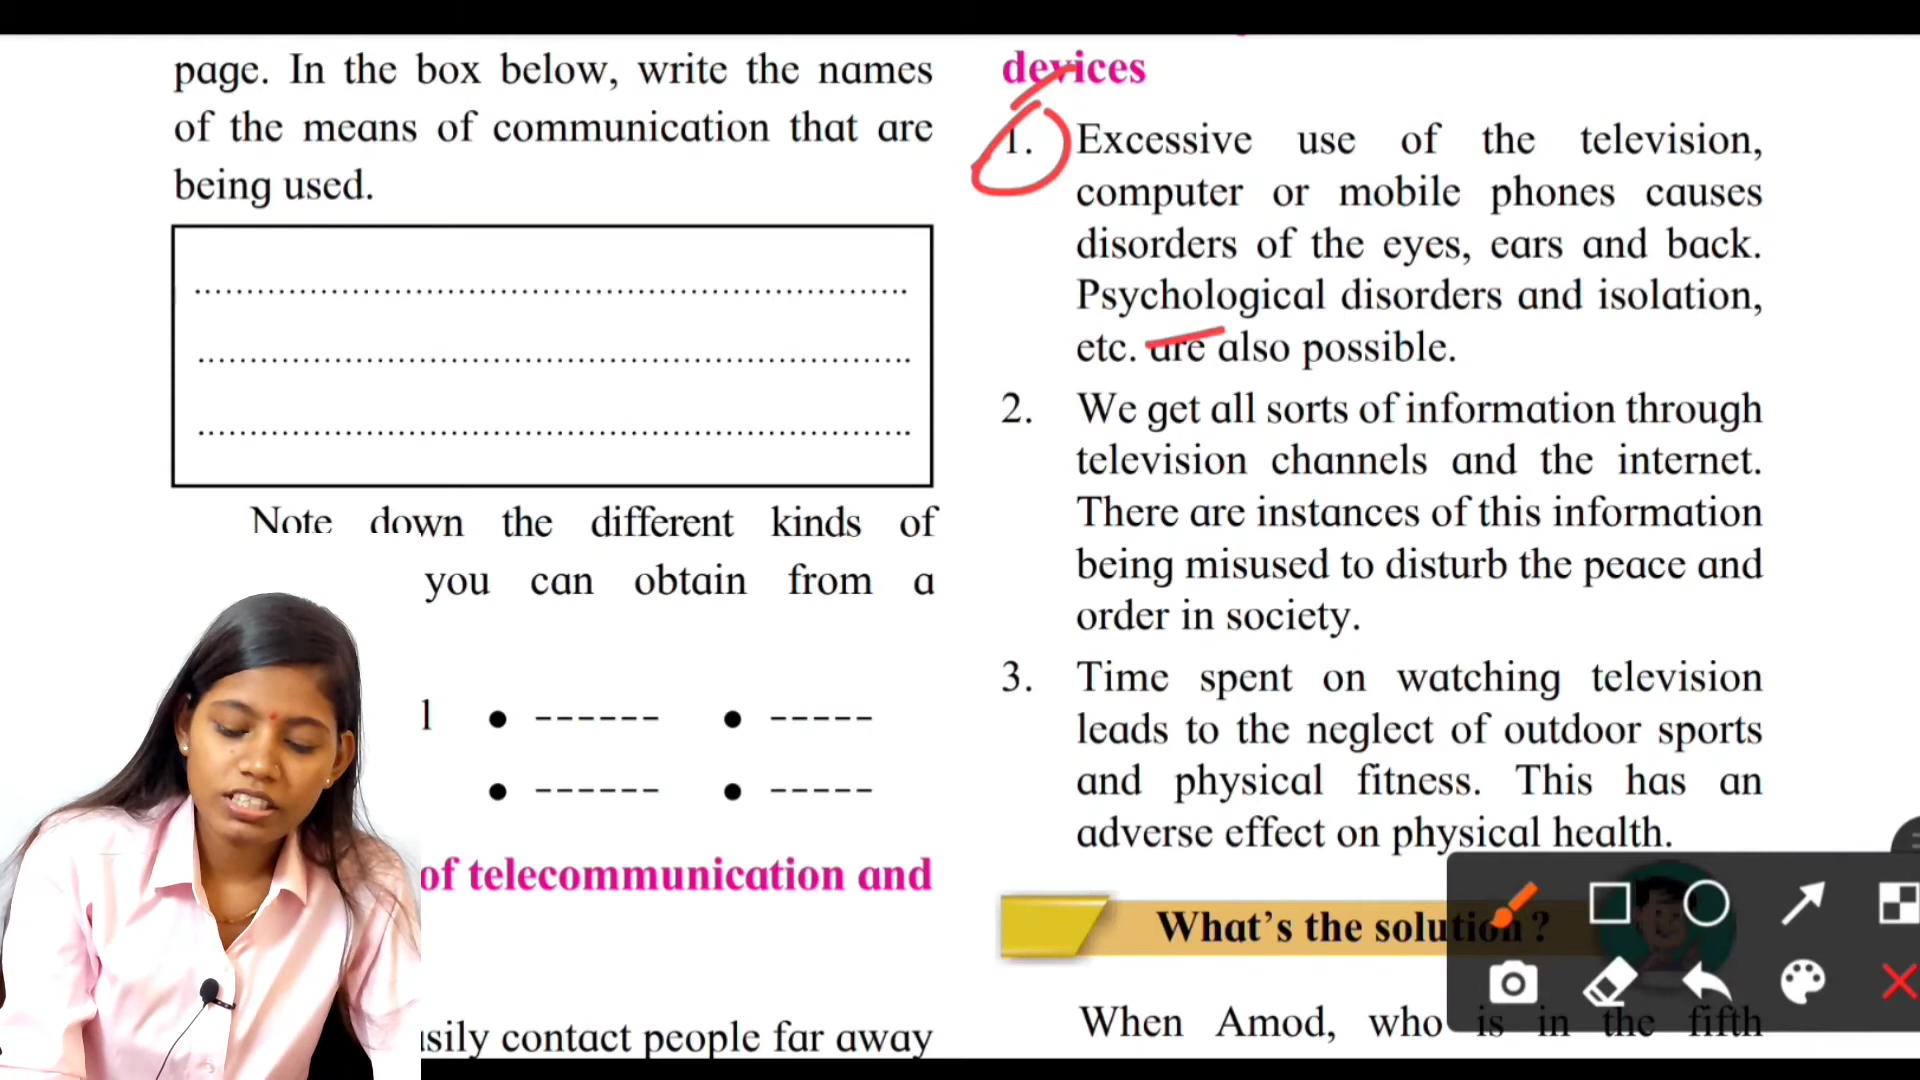 page. In the box below, write the names
of the means of communication that are
being used.
Note down the different kinds of
you can obtain from a
of telecommunication and
contact people far away
devices
1. Excessive use of the television,
computer or mobile phones causes
disorders of the eyes, ears and back.
Psychological disorders and isolation,
etc. are also possible.
2. We get all sorts of information through
television channels and the internet.
There are instances of this information
being misused to disturb the peace and
order in society.
3. Time spent on watching television
leads to the neglect of outdoor sports
and physical fitness. This has an
adverse effect on physical health.
What's the solution ?
When Amod, who is in the fifth